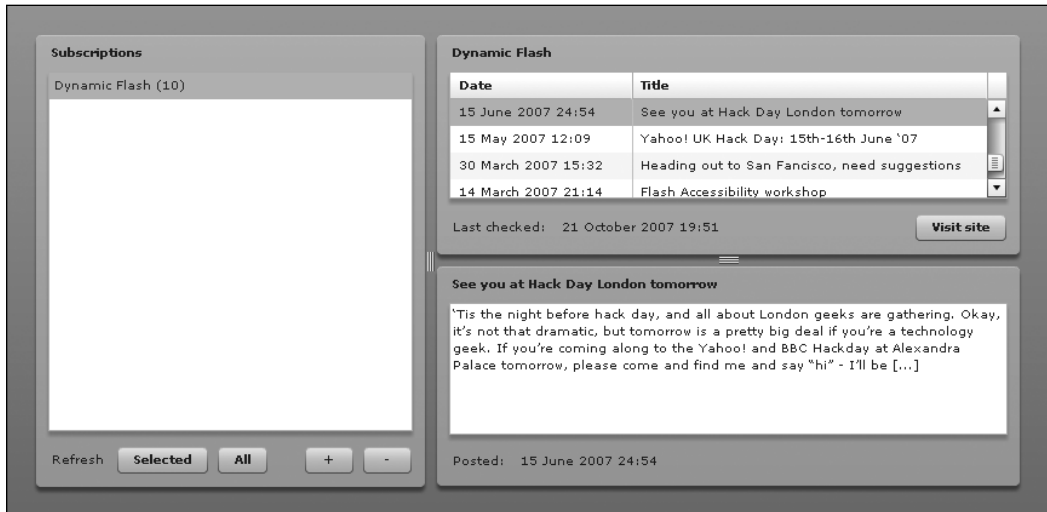 Subscriptions
Dynamic Flash (10)
Refresh Selected All + -
Dynamic Flash
Date Title
15 June 2007 24:54 See you at Hack Day London tomorrow
15 May 2007 12:09 Yahoo! UK Hack Day: 15th-16th June ‘07
30 March 2007 15:32 Heading out to San Fancisco, need suggestions
14 March 2007 21:14 Flash Accessibility workshop
Last checked: 21 October 2007 19:51 Visit site
See you at Hack Day London tomorrow
‘Tis the night before hack day, and all about London geeks are gathering. Okay,
it’s not that dramatic, but tomorrow is a pretty big deal if you’re a technology
geek. If you’re coming along to the Yahoo! and BBC Hackday at Alexandra
Palace tomorrow, please come and find me and say “hi” - I’ll be [...]
Posted: 15 June 2007 24:54